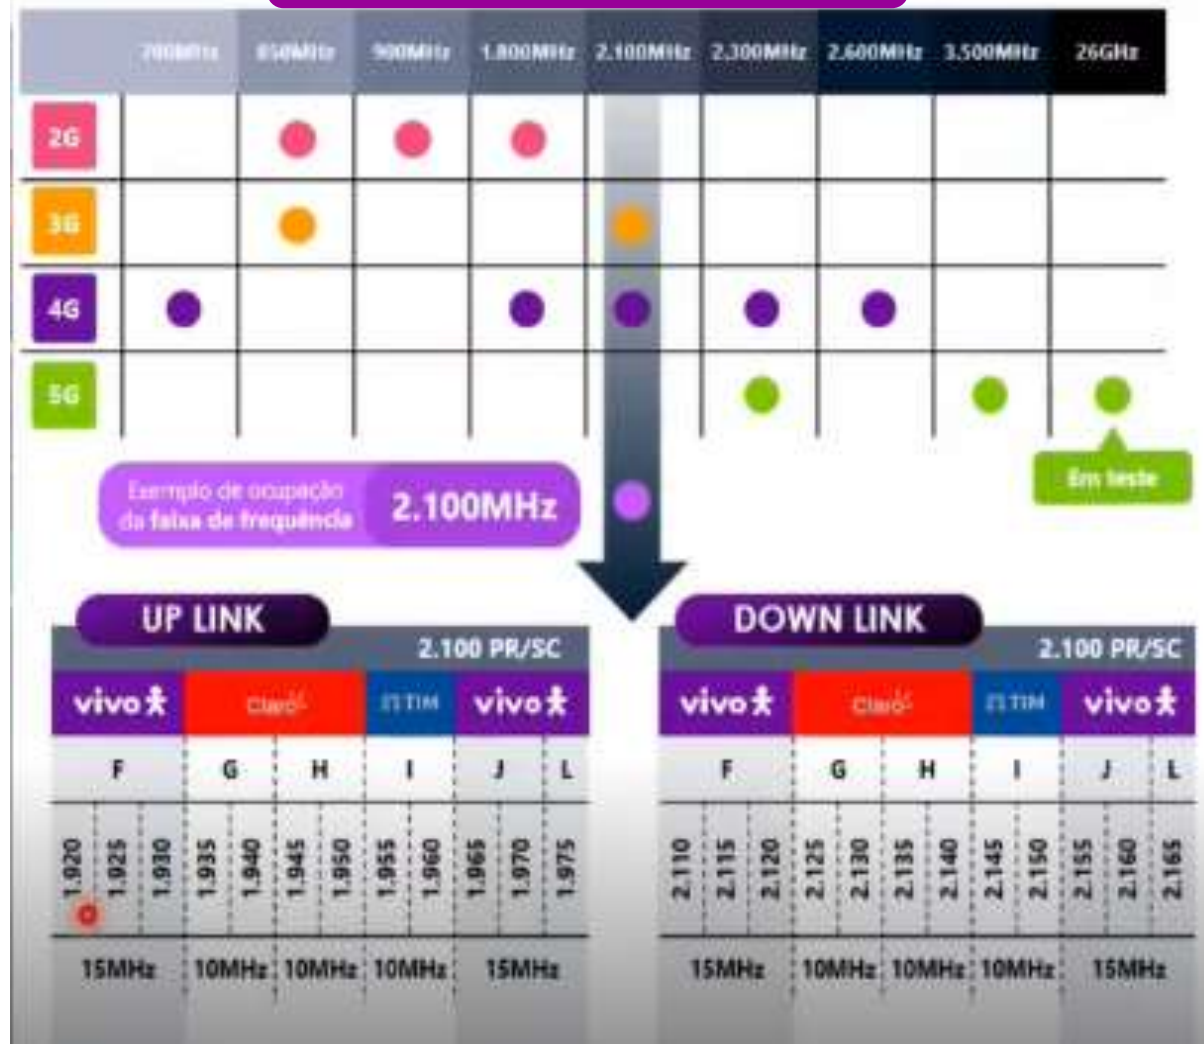 700MHz 850MHz 900MHz 1.800MHz 2.100MHz 2.300MHz 2.600MHz 3.500MHz 26GHz
2G
3G
4G
5G
Em teste
Exemplo de ocupação
da faixa de frequência
2.100MHz
UP LINK
2.100 PR/SC
vivo Claro TIM vivo
F G H I J L
1.920 1.925 1.930 1.935 1.940 1.945 1.950 1.955 1.960 1.965 1.970 1.975
15MHz 10MHz 10MHz 10MHz 15MHz
DOWN LINK
2.100 PR/SC
vivo Claro TIM vivo
F G H I J L
2.110 2.115 2.120 2.125 2.130 2.135 2.140 2.145 2.150 2.155 2.160 2.165
15MHz 10MHz 10MHz 10MHz 15MHz